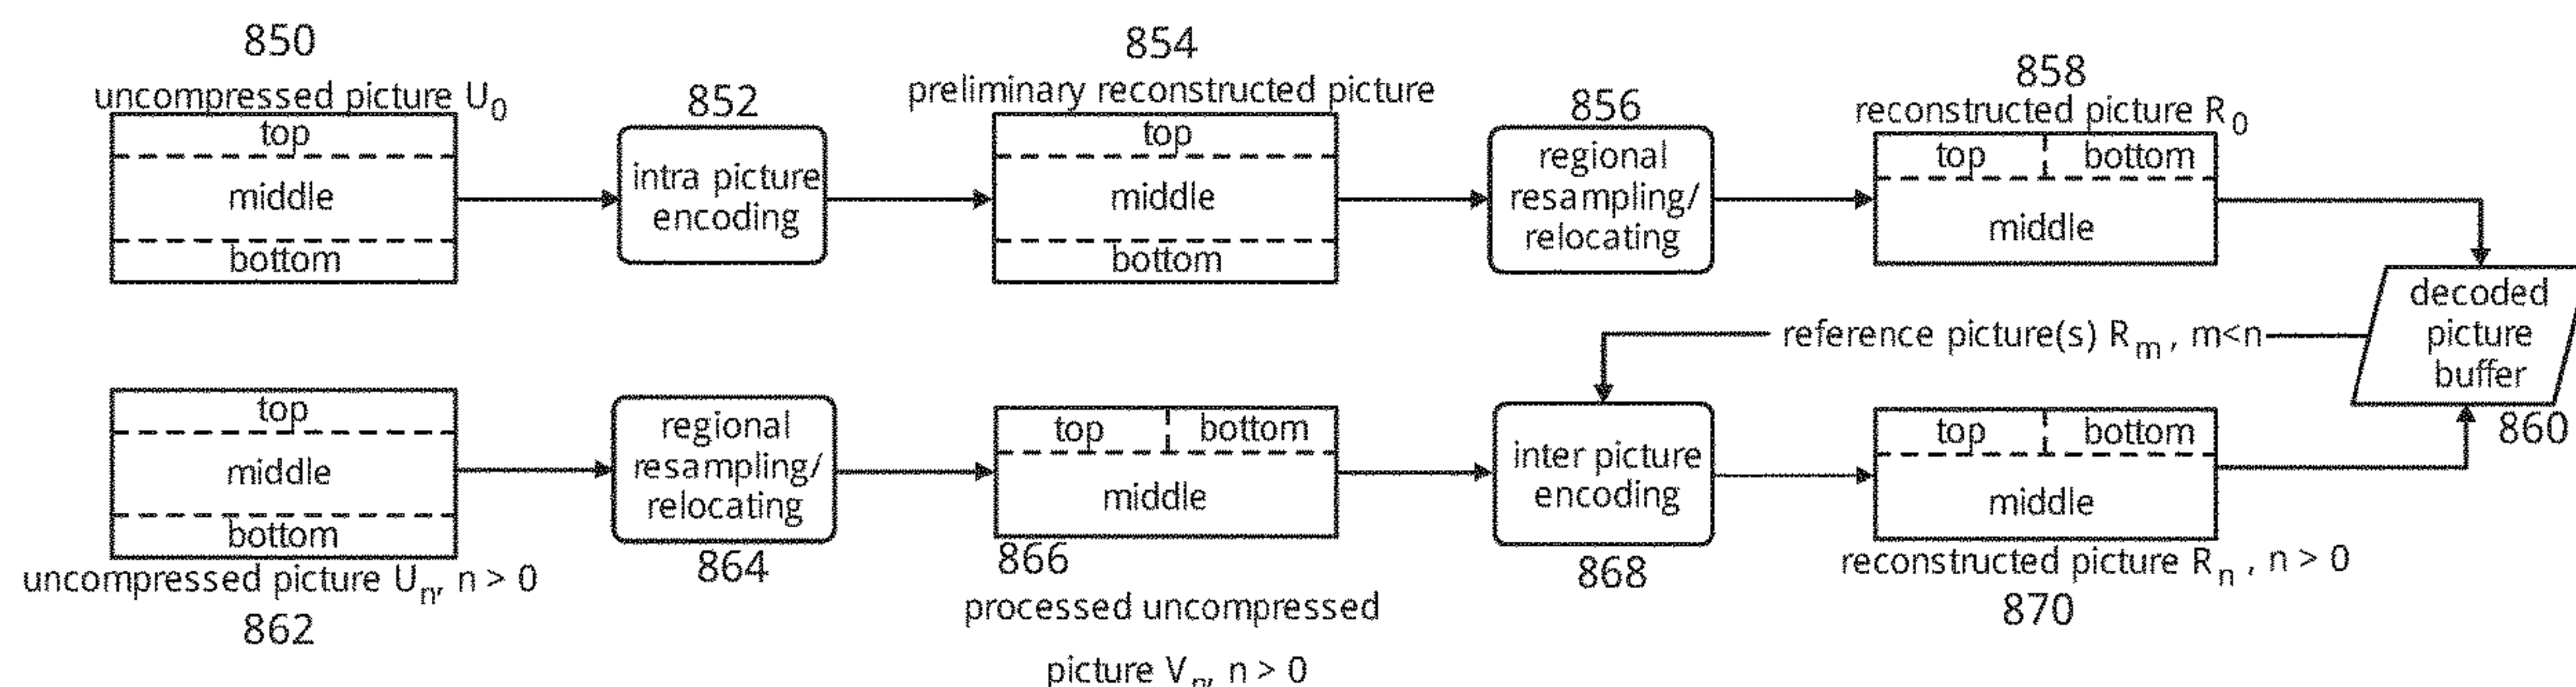 850
uncompressed picture U0
top
middle
bottom
852
intra picture
encoding
854
preliminary reconstructed picture
top
middle
bottom
856
regional
resampling/
relocating
858
reconstructed picture R0
top bottom
middle
decoded
picture
buffer
860
reference picture(s) Rm, m<n
top
middle
bottom
uncompressed picture Un, n > 0
862
regional
resampling/
relocating
864
top bottom
middle
866
processed uncompressed
picture Vn, n > 0
inter picture
encoding
868
top bottom
middle
reconstructed picture Rn, n > 0
870